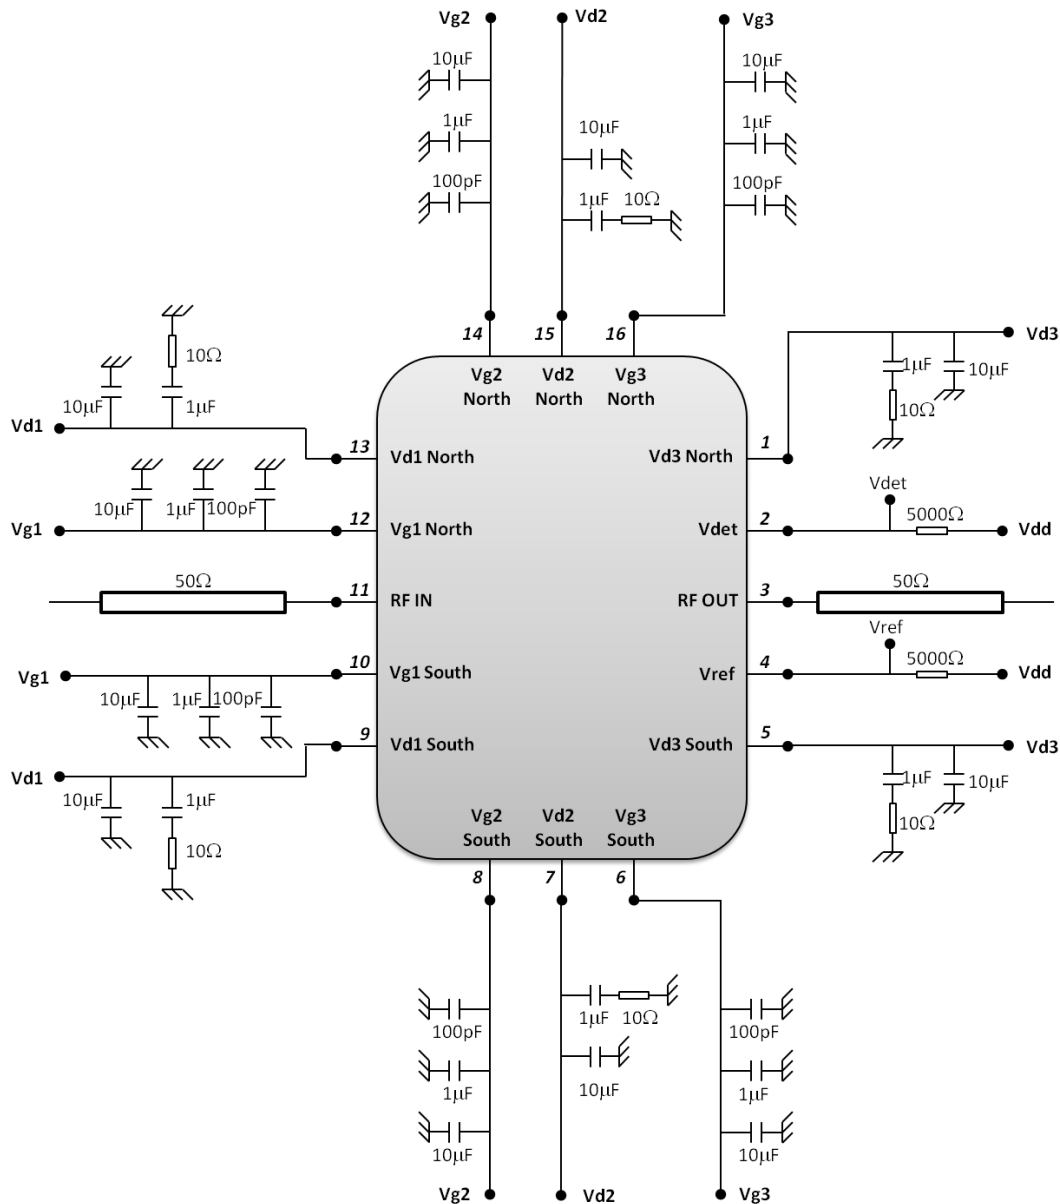 Vg2
Vd2
Vg3
10μF
10μF
1μF
10μF
1μF
100pF
1μF
10Ω
100pF
14
15
16
Vg2
North
Vd2
North
Vg3
North
10Ω
10μF
1μF
Vd1
13
Vd1 North
Vd3 North
1
1μF
10μF
10Ω
Vd3
10μF
1μF
100pF
Vg1
12
Vg1 North
Vdet
2
Vdet
5000Ω
Vdd
50Ω
11
RF IN
RF OUT
3
50Ω
Vg1
10
Vg1 South
Vref
4
Vref
5000Ω
Vdd
10μF
1μF
100pF
9
Vd1 South
Vd3 South
5
Vd3
Vd1
10μF
1μF
10Ω
1μF
10μF
10Ω
Vg2
South
Vd2
South
Vg3
South
8
7
6
100pF
1μF
10Ω
100pF
1μF
10μF
1μF
10μF
10μF
Vg2
Vd2
Vg3